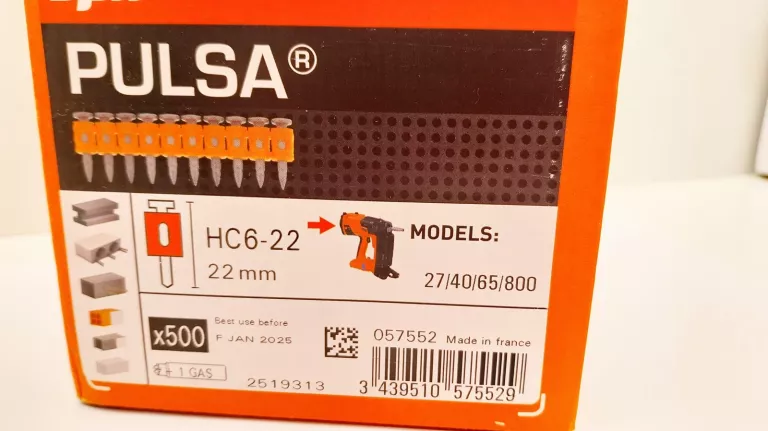 PULSA®
HC6-22
22 mm
MODELS:
27/40/65/800
x500
Best use before
F JAN 2025
1 GAS
2519313
057552 Made in france
3 439510 575529